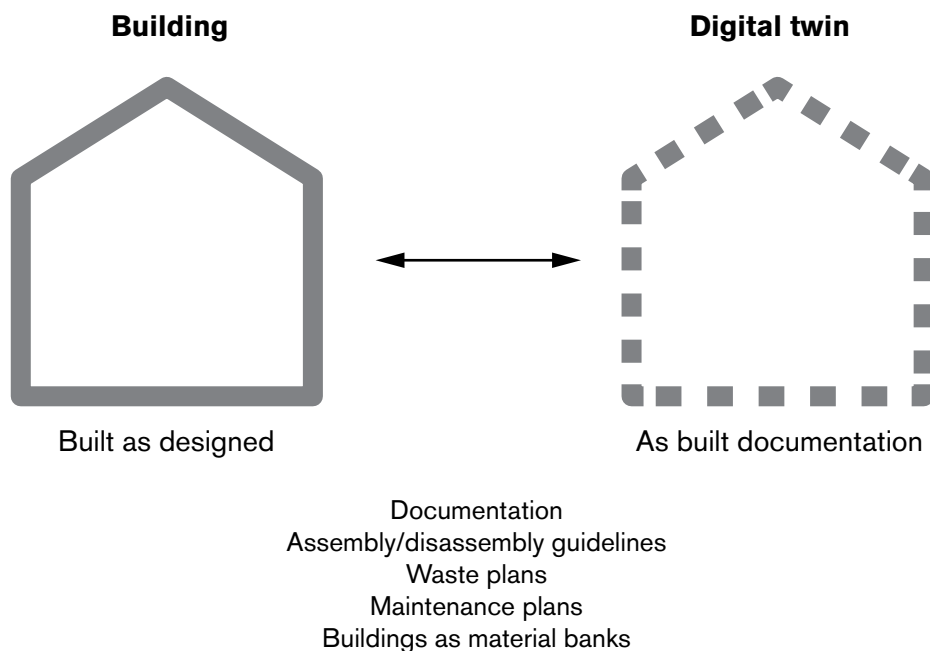 Building
Digital twin
Built as designed
As built documentation
Documentation
Assembly/disassembly guidelines
Waste plans
Maintenance plans
Buildings as material banks